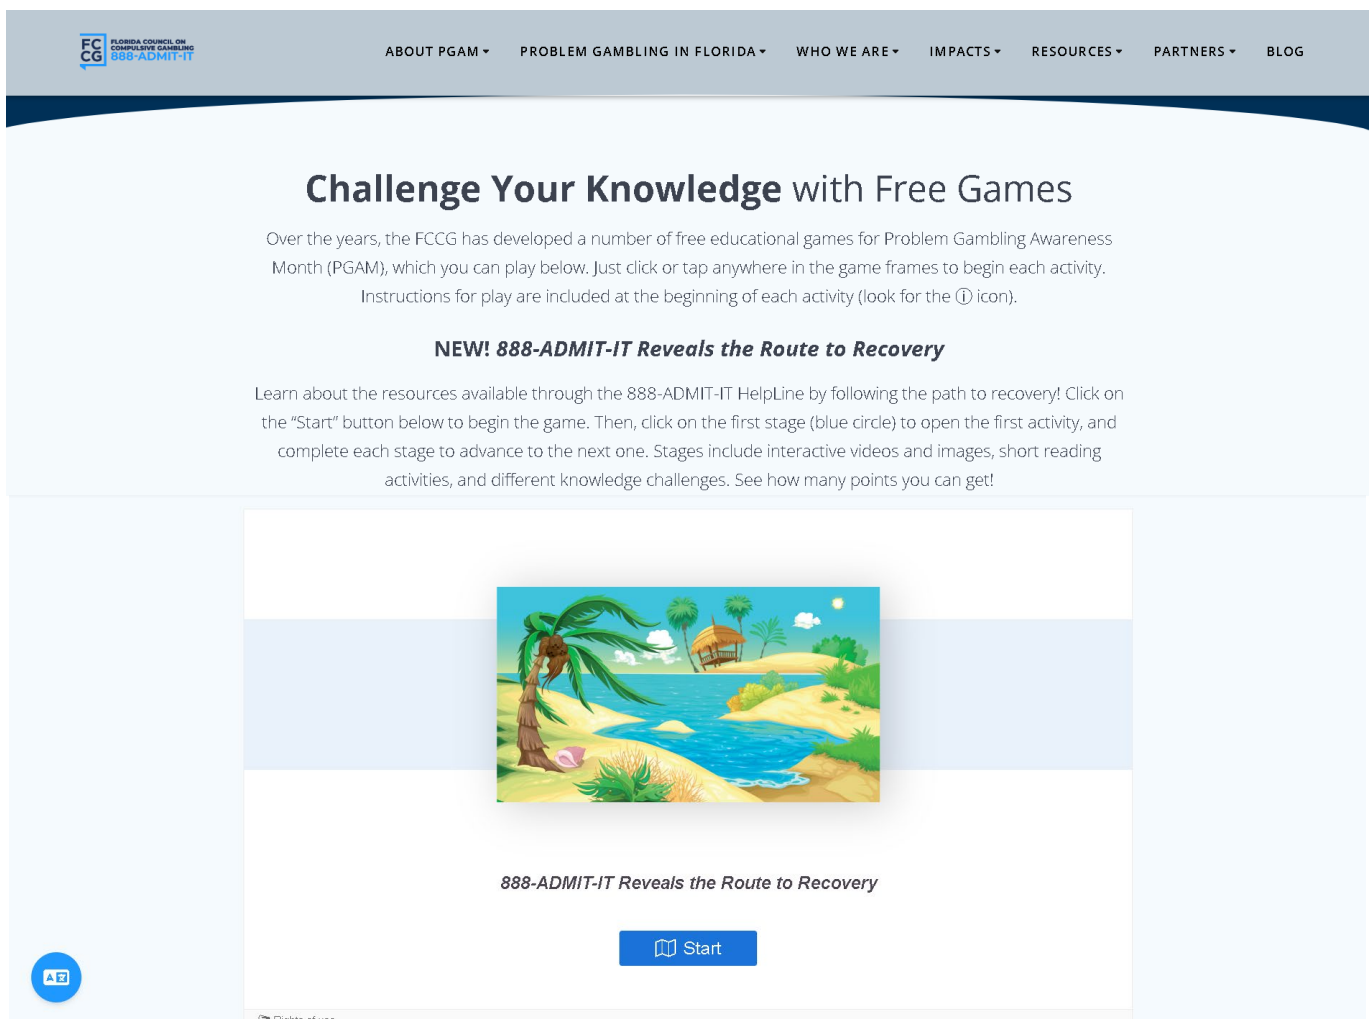 FLORIDA COUNCIL ON
COMPULSIVE GAMBLING
FCCG
888-ADMIT-IT
ABOUT PGAM
PROBLEM GAMBLING IN FLORIDA
WHO WE ARE
IMPACTS
RESOURCES
PARTNERS
BLOG
Challenge Your Knowledge with Free Games
Over the years, the FCCG has developed a number of free educational games for Problem Gambling Awareness
Month (PGAM), which you can play below. Just click or tap anywhere in the game frames to begin each activity.
Instructions for play are included at the beginning of each activity (look for the ⓘ icon).
NEW! 888-ADMIT-IT Reveals the Route to Recovery
Learn about the resources available through the 888-ADMIT-IT HelpLine by following the path to recovery! Click on
the “Start” button below to begin the game. Then, click on the first stage (blue circle) to open the first activity, and
complete each stage to advance to the next one. Stages include interactive videos and images, short reading
activities, and different knowledge challenges. See how many points you can get!
888-ADMIT-IT Reveals the Route to Recovery
Start